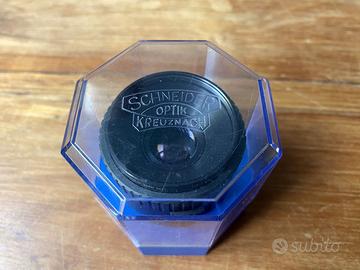 SCHNEIDER
OPTIK
KREUZNACH
subito